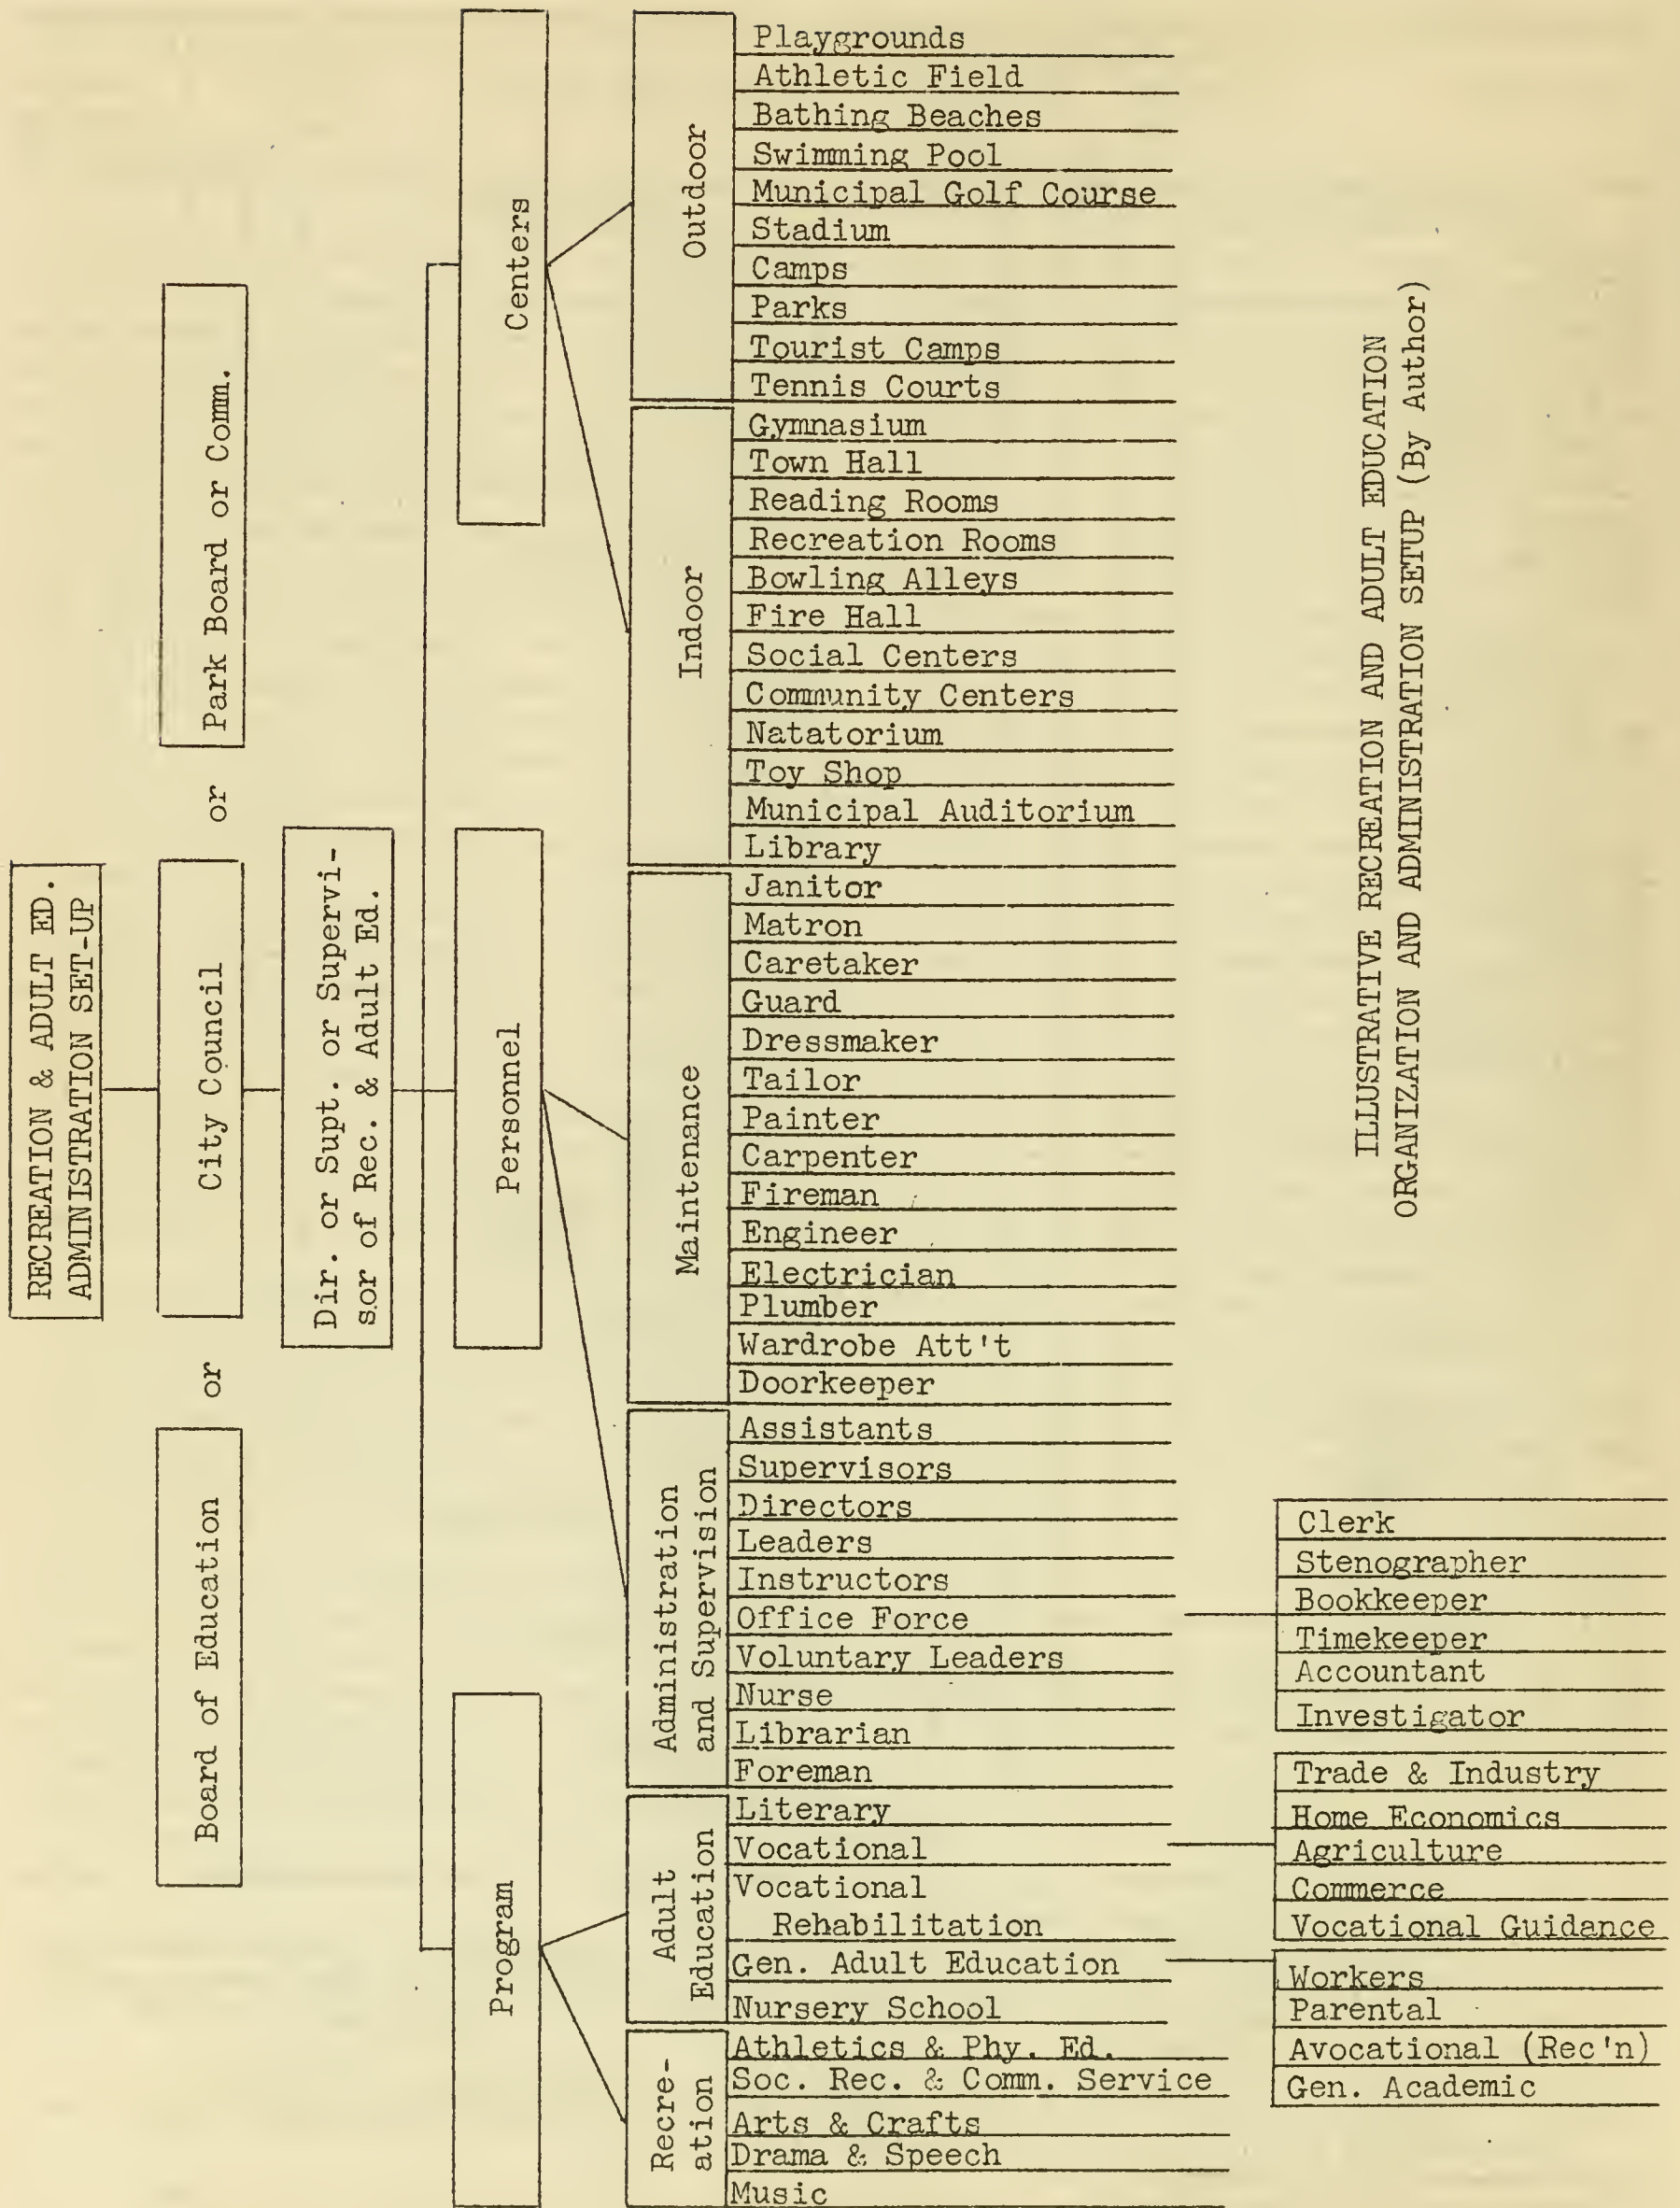 RECREATION & ADULT ED.
ADMINISTRATION SET-UP
Board of Education
or
City Council
or
Park Board or Comm.
Dir. or Supt. or Supervi-
sor of Rec. & Adult Ed.
Program
Personnel
Centers
Outdoor
Playgrounds
Athletic Field
Bathing Beaches
Swimming Pool
Municipal Golf Course
Stadium
Camps
Parks
Tourist Camps
Tennis Courts
Indoor
Gymnasium
Town Hall
Reading Rooms
Recreation Rooms
Bowling Alleys
Fire Hall
Social Centers
Community Centers
Natatorium
Toy Shop
Municipal Auditorium
Library
Maintenance
Janitor
Matron
Caretaker
Guard
Dressmaker
Tailor
Painter
Carpenter
Fireman
Engineer
Electrician
Plumber
Wardrobe Att't
Doorkeeper
Administration
and Supervision
Assistants
Supervisors
Directors
Leaders
Instructors
Office Force
Voluntary Leaders
Nurse
Librarian
Foreman
Clerk
Stenographer
Bookkeeper
Timekeeper
Accountant
Investigator
Adult
Education
Literary
Vocational
Vocational
Rehabilitation
Gen. Adult Education
Nursery School
Trade & Industry
Home Economics
Agriculture
Commerce
Vocational Guidance
Workers
Parental
Avocational (Rec'n)
Gen. Academic
Recre-
ation
Athletics & Phy. Ed.
Soc. Rec. & Comm. Service
Arts & Crafts
Drama & Speech
Music
ILLUSTRATIVE RECREATION AND ADULT EDUCATION
ORGANIZATION AND ADMINISTRATION SETUP (By Author)